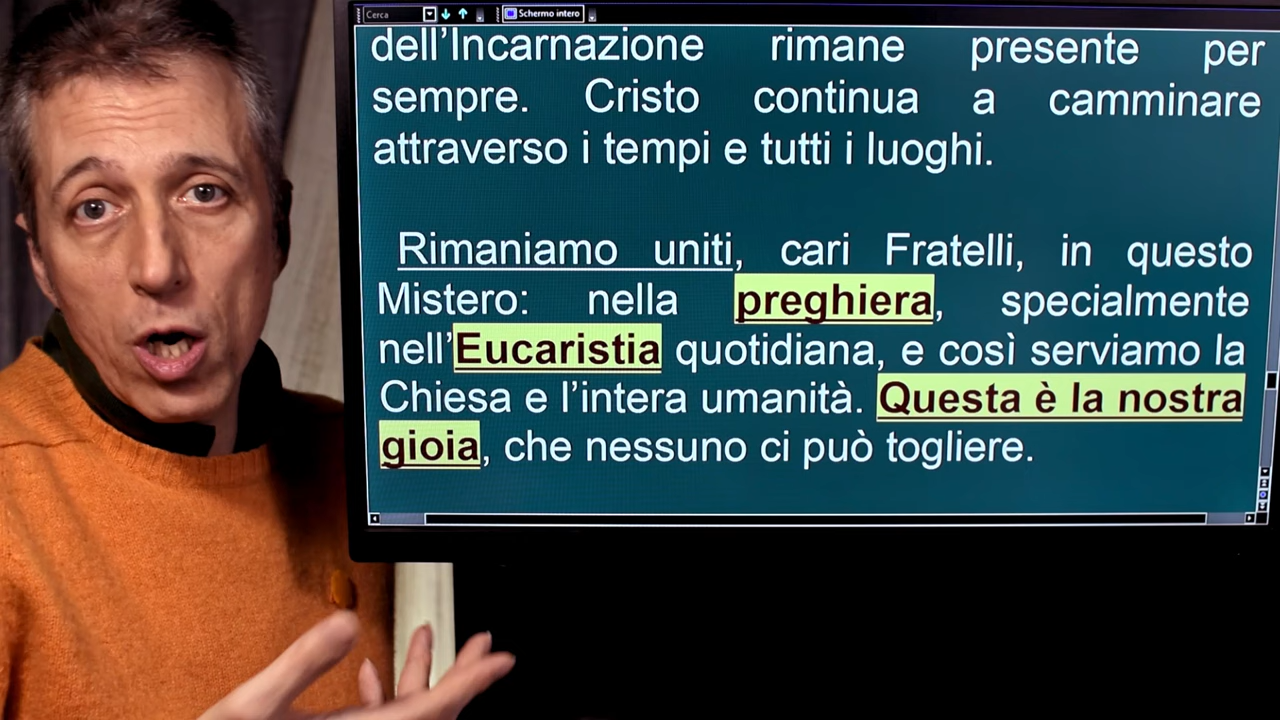 Cerca
Schermo intero
dell’Incarnazione rimane presente per
sempre. Cristo continua a camminare
attraverso i tempi e tutti i luoghi.
Rimaniamo uniti, cari Fratelli, in questo
Mistero: nella preghiera, specialmente
nell’Eucaristia quotidiana, e così serviamo la
Chiesa e l’intera umanità. Questa è la nostra
gioia, che nessuno ci può togliere.